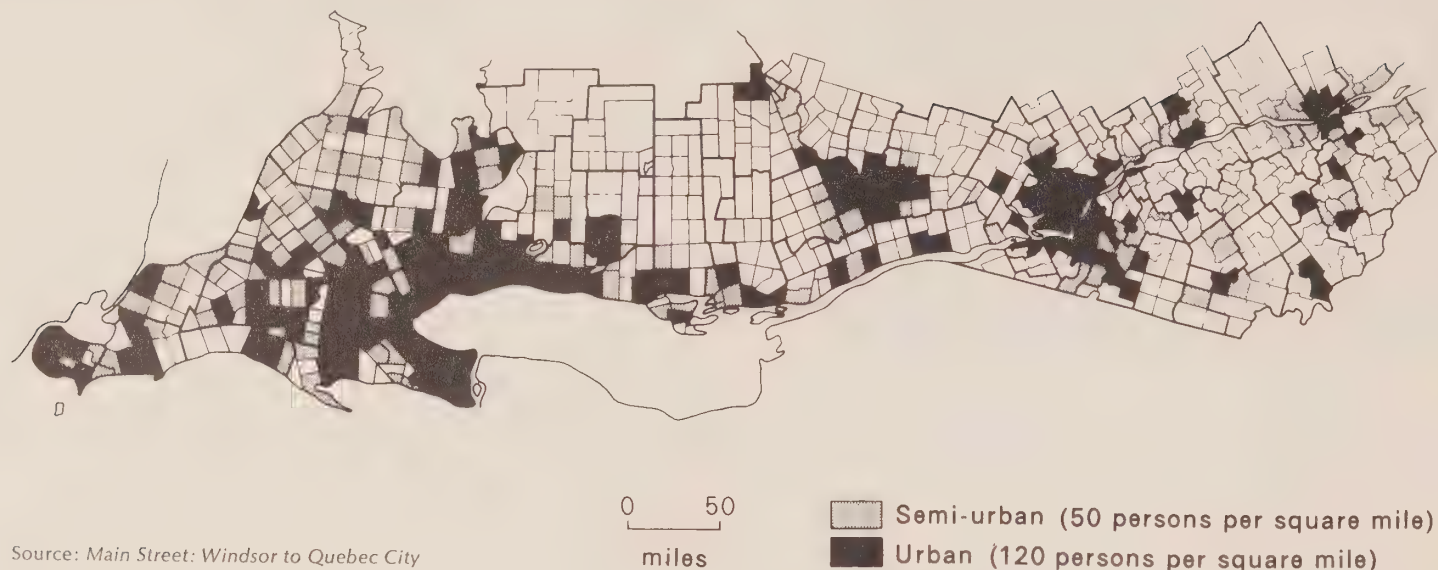 0 50
miles
Semi-urban (50 persons per square mile)
Urban (120 persons per square mile)
Source: Main Street: Windsor to Quebec City